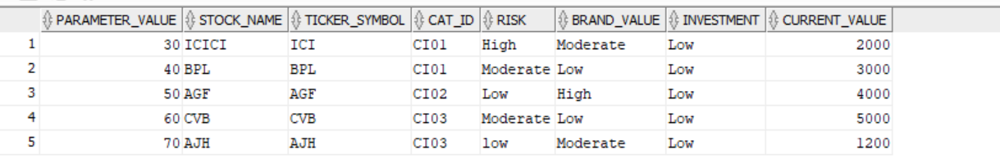 PARAMETER_VALUE STOCK_NAME TICKER_SYMBOL CAT_ID RISK BRAND_VALUE INVESTMENT CURRENT_VALUE
1 30 ICICI ICI CI01 High Moderate Low 2000
2 40 BPL BPL CI01 Moderate Low Low 3000
3 50 AGF AGF CI02 Low High Low 4000
4 60 CVB CVB CI03 Moderate Low Low 5000
5 70 AJH AJH CI03 low Moderate Low 1200